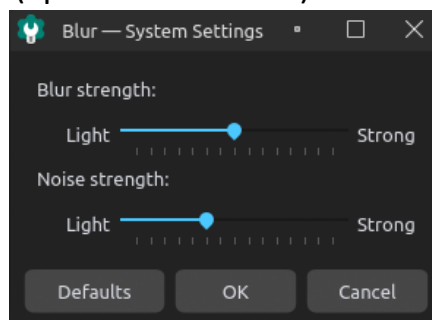 Blur — System Settings
Blur strength:
Light Strong
Noise strength:
Light Strong
Defaults OK Cancel